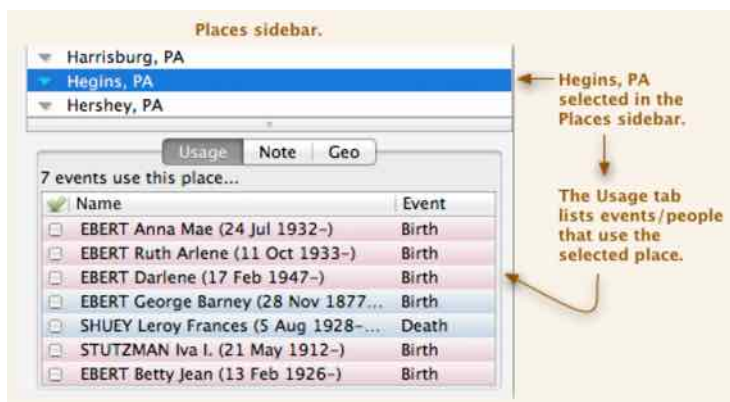 Places sidebar.
Harrisburg, PA
Hegins, PA
Hershey, PA
Hegins, PA
selected in the
Places sidebar.
Usage Note Geo
7 events use this place...
Name Event
EBERT Anna Mae (24 Jul 1932–) Birth
EBERT Ruth Arlene (11 Oct 1933–) Birth
EBERT Darlene (17 Feb 1947–) Birth
EBERT George Barney (28 Nov 1877... Birth
SHUEY Leroy Frances (5 Aug 1928–... Death
STUTZMAN Iva I. (21 May 1912–) Birth
EBERT Betty Jean (13 Feb 1926–) Birth
The Usage tab
lists events/people
that use the
selected place.